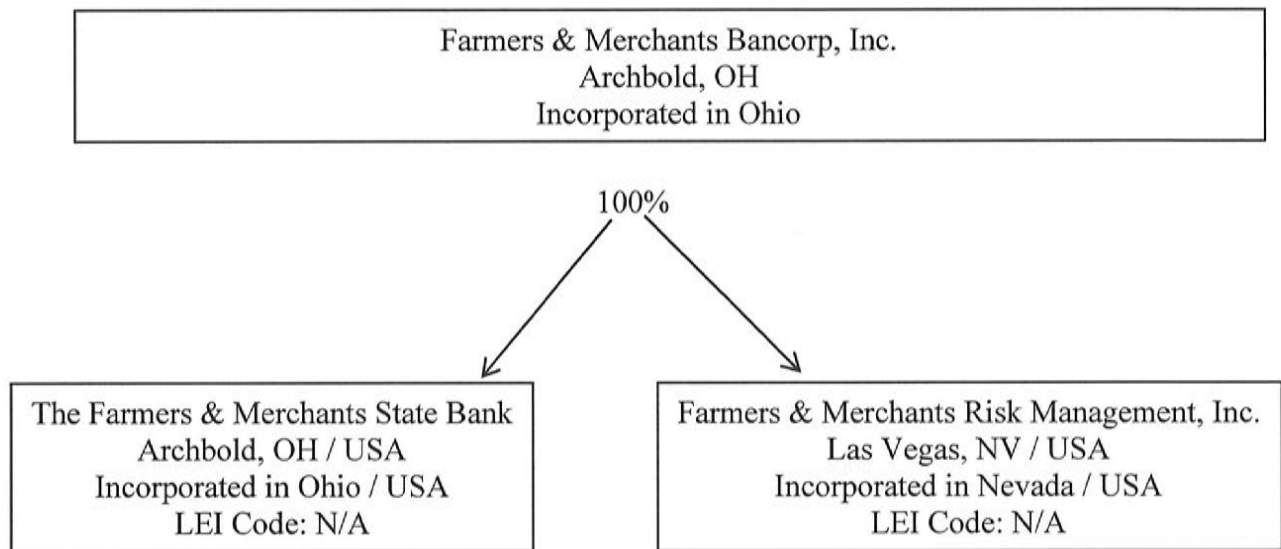 Farmers & Merchants Bancorp, Inc.
Archbold, OH
Incorporated in Ohio
100%
The Farmers & Merchants State Bank
Archbold, OH / USA
Incorporated in Ohio / USA
LEI Code: N/A
Farmers & Merchants Risk Management, Inc.
Las Vegas, NV / USA
Incorporated in Nevada / USA
LEI Code: N/A